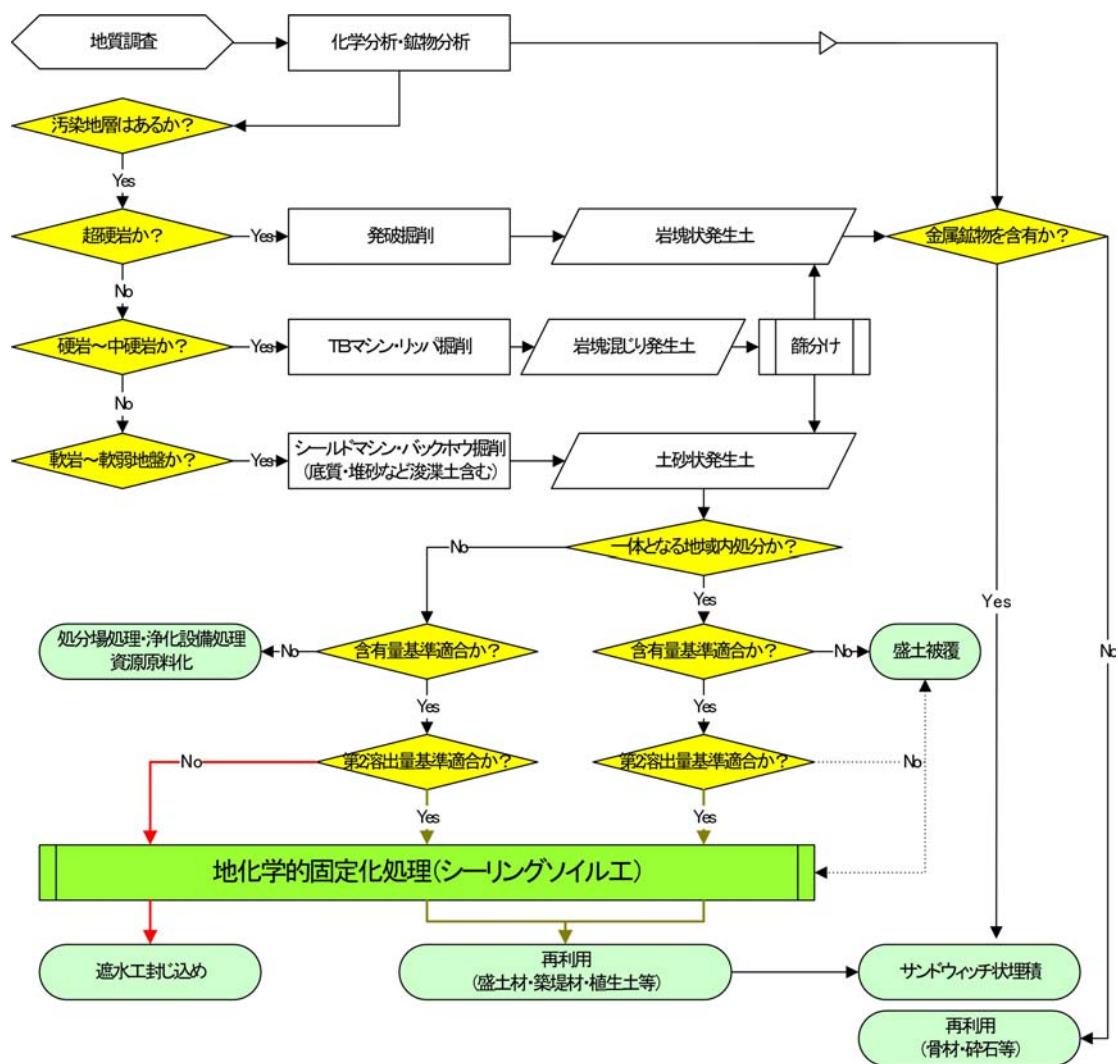 地質調査
化学分析・鉱物分析
汚染地層はあるか？
Yes
超硬岩か？
Yes
発破掘削
岩塊状発生土
金属鉱物を含有か？
No
硬岩～中硬岩か？
Yes
TBマシン・リッパ掘削
岩塊混じり発生土
篩分け
No
軟岩～軟弱地盤か？
Yes
シールドマシン・バックホウ掘削
(底質・堆砂など浚渫土含む)
土砂状発生土
一体となる地域内処分か？
No
Yes
Yes
Yes
処分場処理・浄化設備処理
資源原料化
No
含有量基準適合か？
含有量基準適合か？
No
盛土被覆
No
Yes
Yes
No
第2溶出量基準適合か？
第2溶出量基準適合か？
No
Yes
Yes
地化学的固定化処理(シーリングソイル工)
遮水工封じ込め
再利用
(盛土材・築堤材・植生土等)
サンドウィッチ状埋積
再利用
(骨材・砕石等)